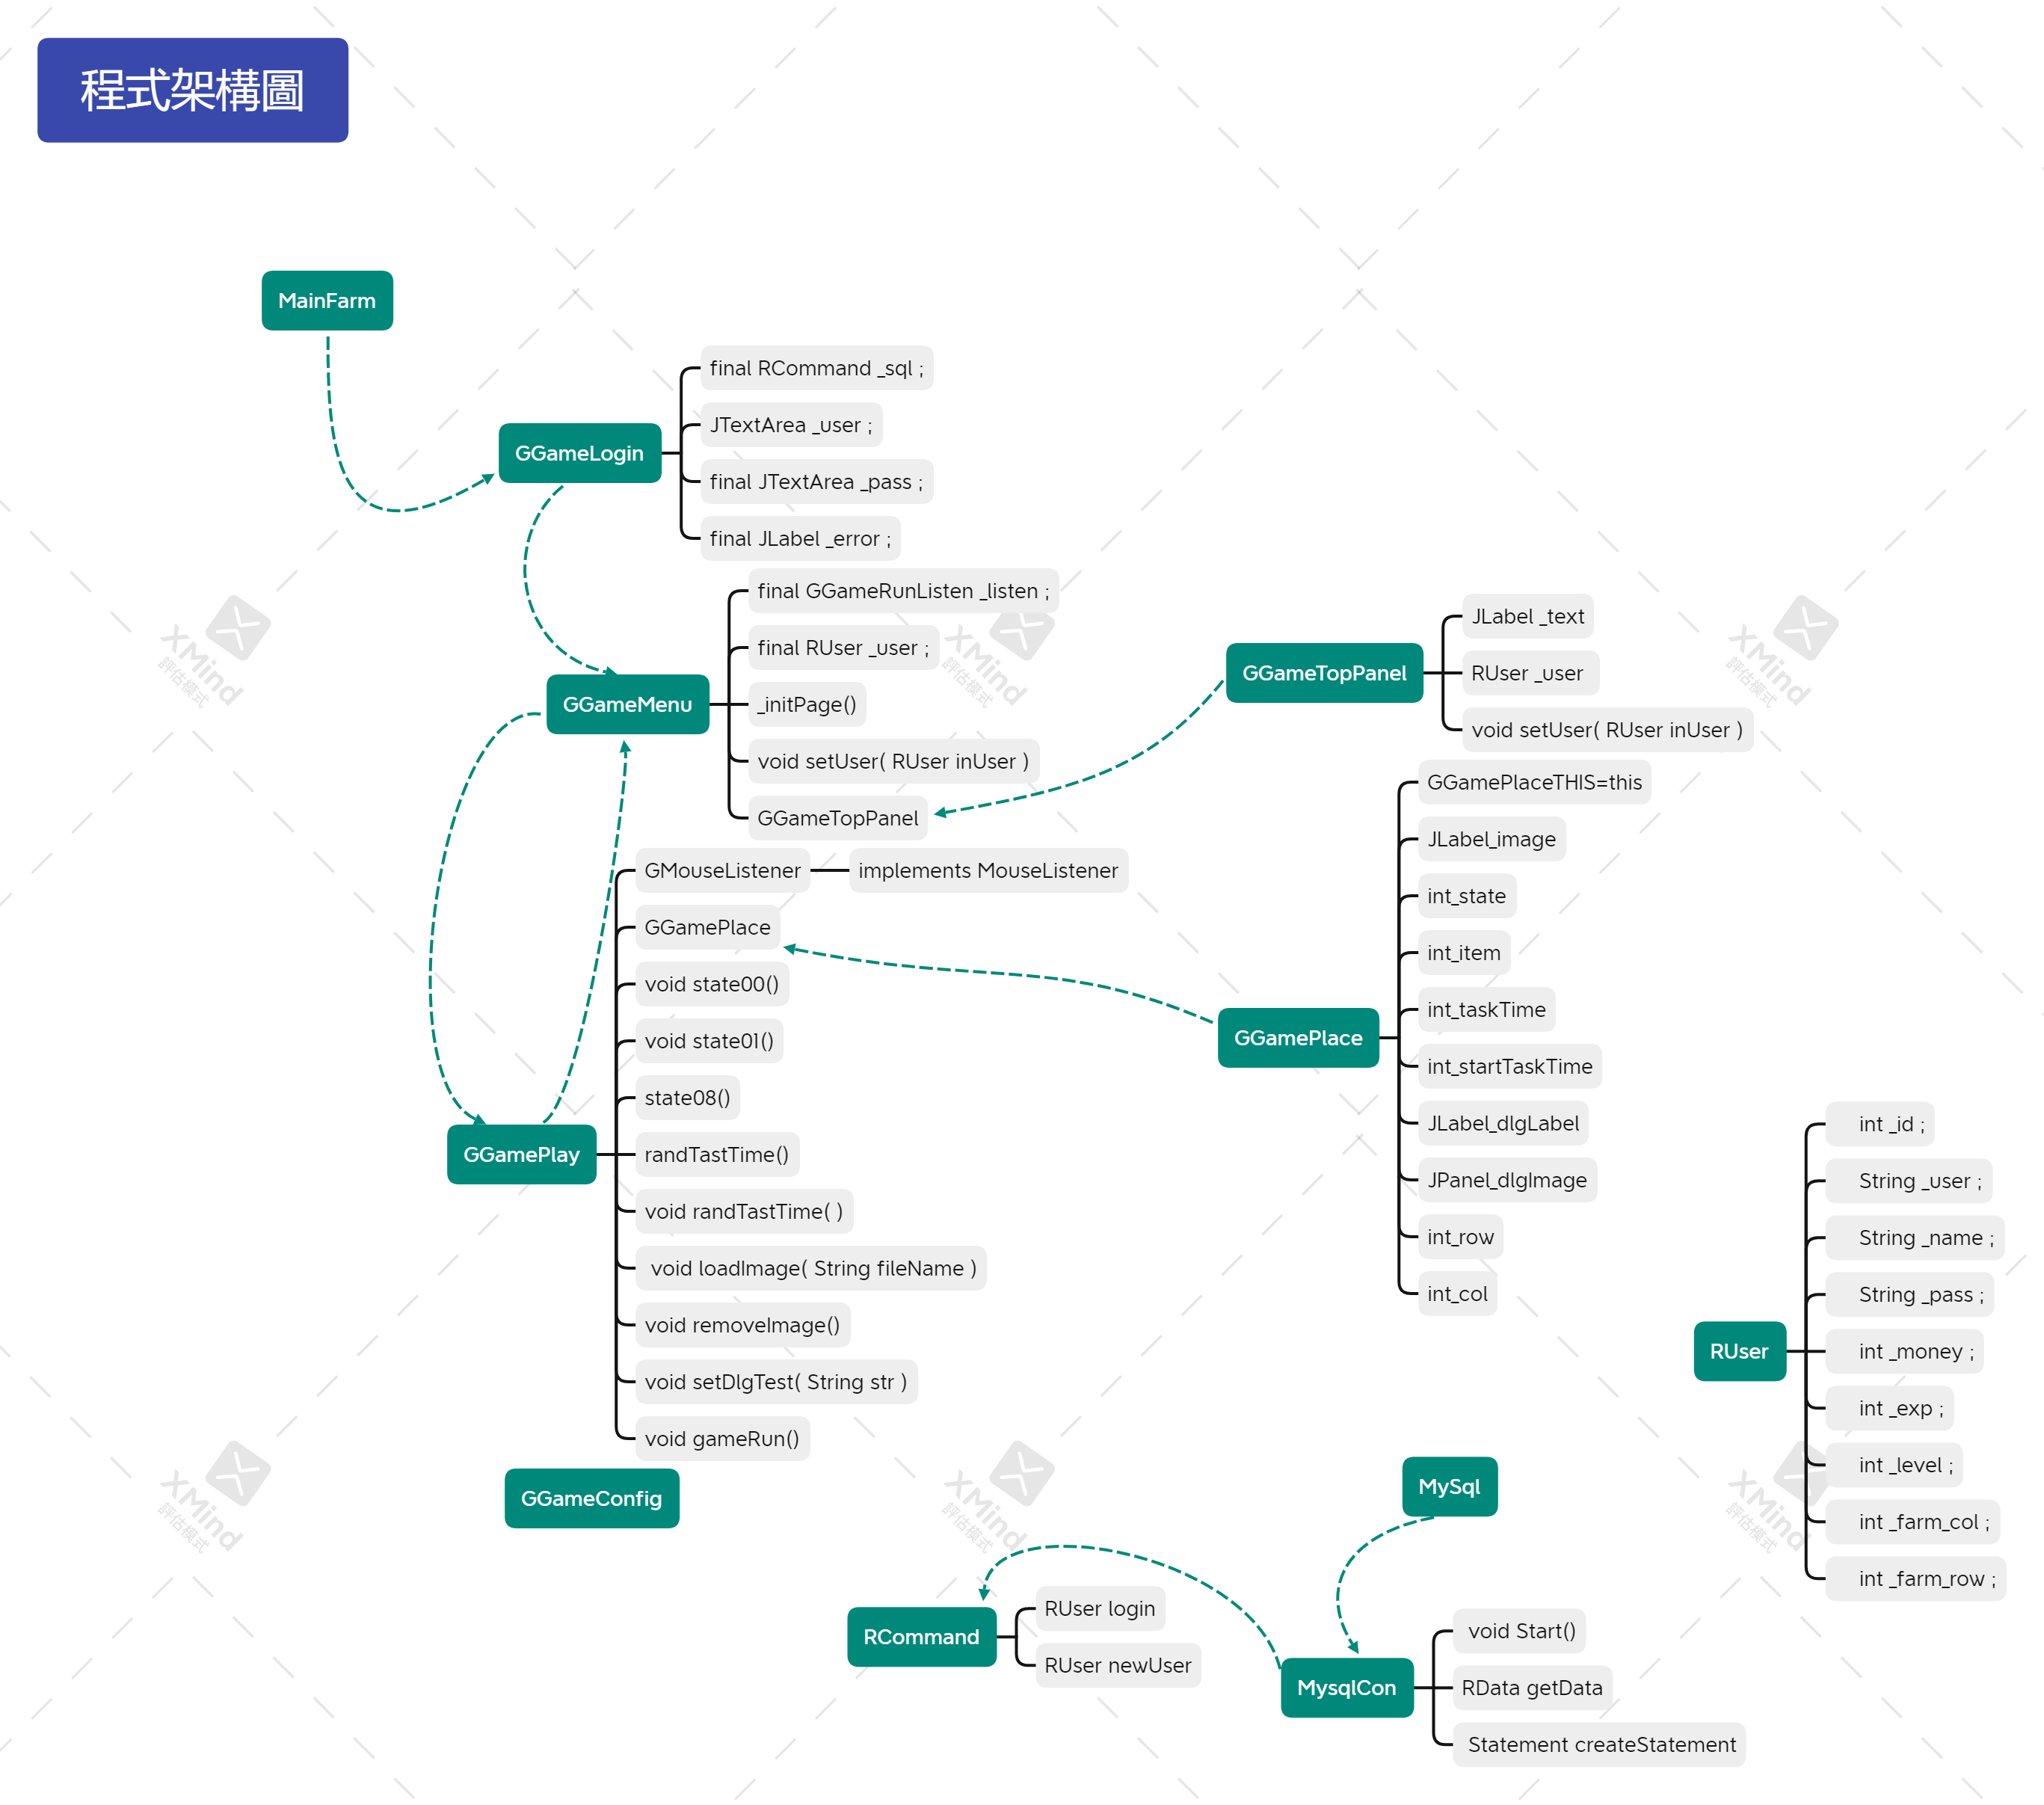 程式架構圖
MainFarm
GGameLogin
final RCommand _sql ;
JTextArea _user ;
final JTextArea _pass ;
final JLabel _error ;
GGameMenu
final GGameRunListen _listen ;
final RUser _user ;
_initPage()
void setUser( RUser inUser )
GGameTopPanel
GGameTopPanel
JLabel _text
RUser _user
void setUser( RUser inUser )
GGamePlay
GMouseListener
implements MouseListener
GGamePlace
void state00()
void state01()
state08()
randTastTime()
void randTastTime( )
void loadImage( String fileName )
void removeImage()
void setDlgTest( String str )
void gameRun()
GGamePlace
GGamePlaceTHIS=this
JLabel_image
int_state
int_item
int_taskTime
int_startTaskTime
JLabel_dlgLabel
JPanel_dlgImage
int_row
int_col
RUser
int _id ;
String _user ;
String _name ;
String _pass ;
int _money ;
int _exp ;
int _level ;
int _farm_col ;
int _farm_row ;
GGameConfig
MySql
RCommand
RUser login
RUser newUser
MysqlCon
void Start()
RData getData
Statement createStatement
XMind
評估模式
XMind
評估模式
XMind
評估模式
XMind
評估模式
XMind
評估模式
XMind
評估模式